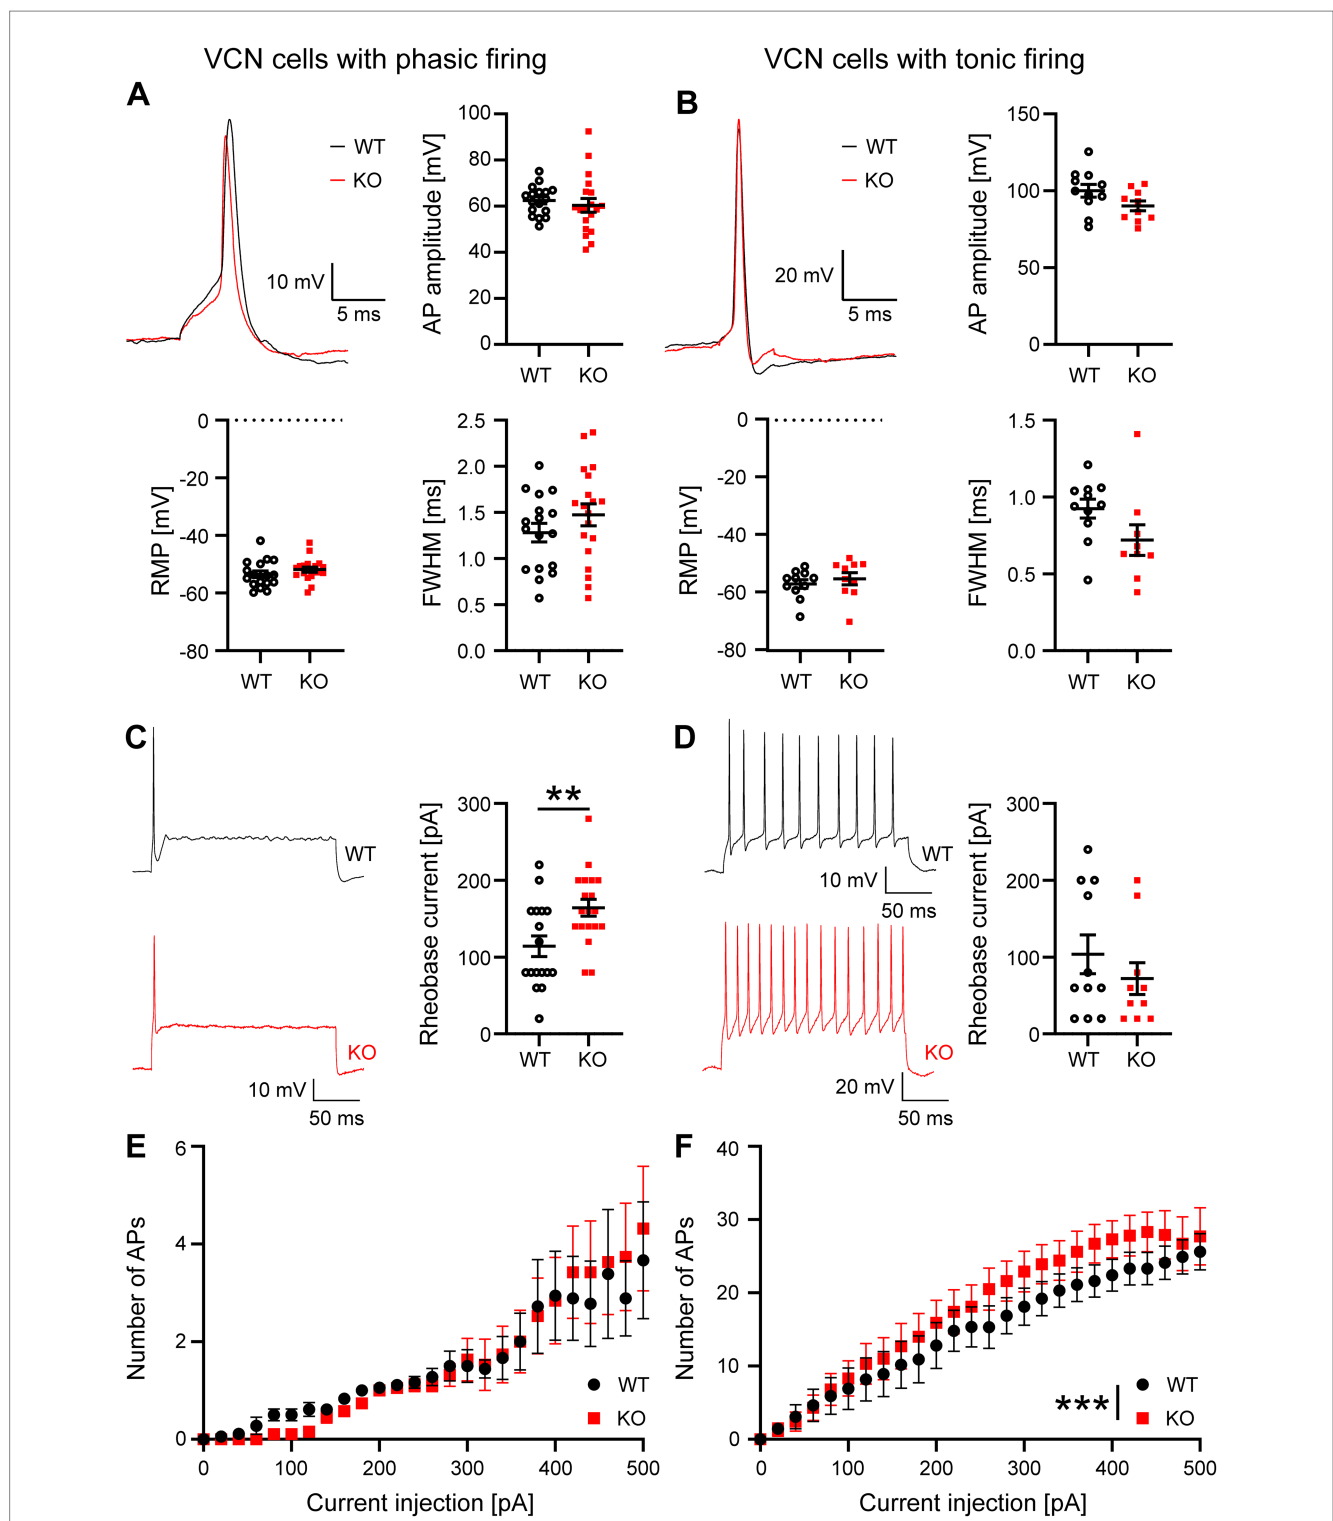 VCN cells with phasic firing
VCN cells with tonic firing
A
WT
KO
10 mV
5 ms
AP amplitude [mV]
100
80
60
40
20
0
WT
KO
B
WT
KO
20 mV
5 ms
AP amplitude [mV]
150
100
50
0
WT
KO
RMP [mV]
0
-20
-40
-60
-80
WT
KO
FWHM [ms]
2.5
2.0
1.5
1.0
0.5
0.0
WT
KO
RMP [mV]
0
-20
-40
-60
-80
WT
KO
FWHM [ms]
1.5
1.0
0.5
0.0
WT
KO
C
WT
KO
10 mV
50 ms
Rheobase current [pA]
300
200
100
0
**
WT
KO
D
WT
10 mV
50 ms
KO
20 mV
50 ms
Rheobase current [pA]
300
200
100
0
WT
KO
E
Number of APs
6
4
2
0
WT
KO
0
100
200
300
400
500
Current injection [pA]
F
Number of APs
40
30
20
10
0
***
WT
KO
0
100
200
300
400
500
Current injection [pA]